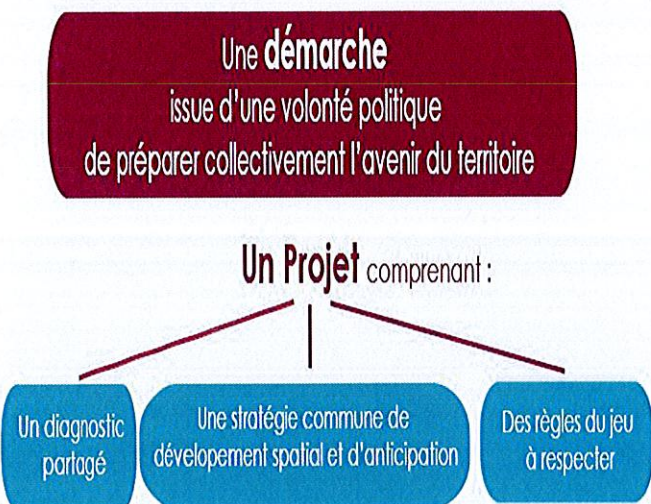 Une démarche
issue d'une volonté politique
de préparer collectivement l'avenir du territoire
Un Projet comprenant :
Un diagnostic
partagé
Une stratégie commune de
dévelopement spatial et d'anticipation
Des règles du jeu
à respecter